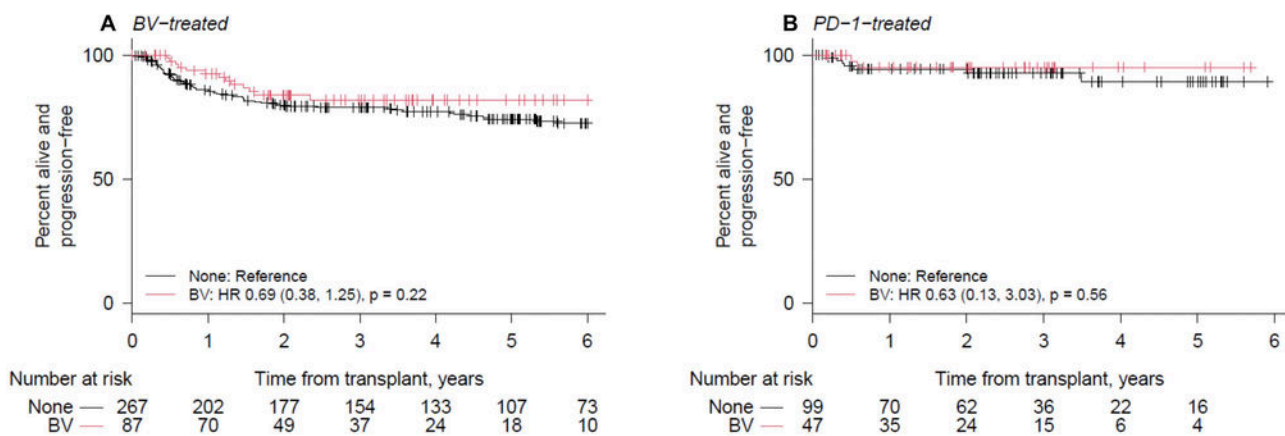 A BV−treated
Percent alive and
progression−free
100
50
0
None: Reference
BV: HR 0.69 (0.38, 1.25), p = 0.22
0 1 2 3 4 5 6
Number at risk Time from transplant, years
None 267 202 177 154 133 107 73
BV 87 70 49 37 24 18 10
B PD−1−treated
Percent alive and
progression−free
100
50
0
None: Reference
BV: HR 0.63 (0.13, 3.03), p = 0.56
0 1 2 3 4 5 6
Number at risk Time from transplant, years
None 99 70 62 36 22 16
BV 47 35 24 15 6 4